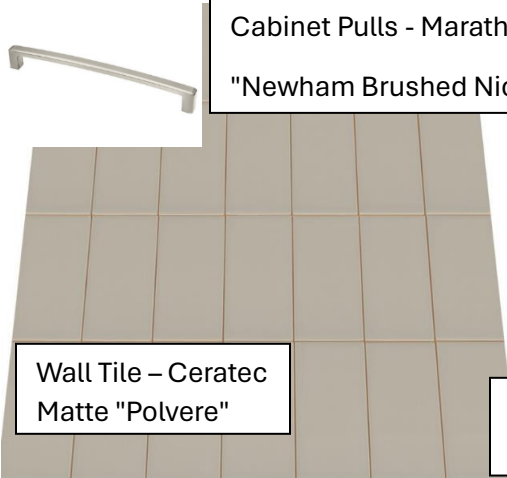 Cabinet Pulls - Marath
"Newham Brushed Nic
Wall Tile – Ceratec
Matte "Polvere"